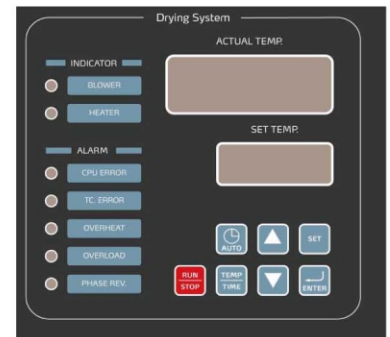 Drying System
ACTUAL TEMP.
INDICATOR
BLOWER
HEATER
SET TEMP.
ALARM
CPU ERROR
TC. ERROR
OVERHEAT
OVERLOAD
PHASE REV.
AUTO
SET
RUN
STOP
TEMP
TIME
ENTER